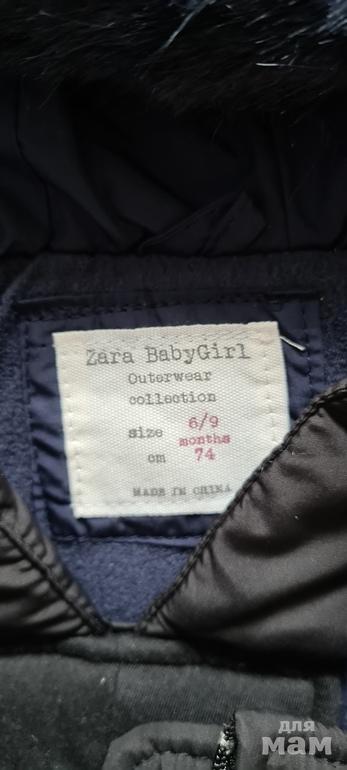 Zara BabyGirl
Outerwear
collection
size 6/9
months
cm 74
MADE IN CHINA
для
мам